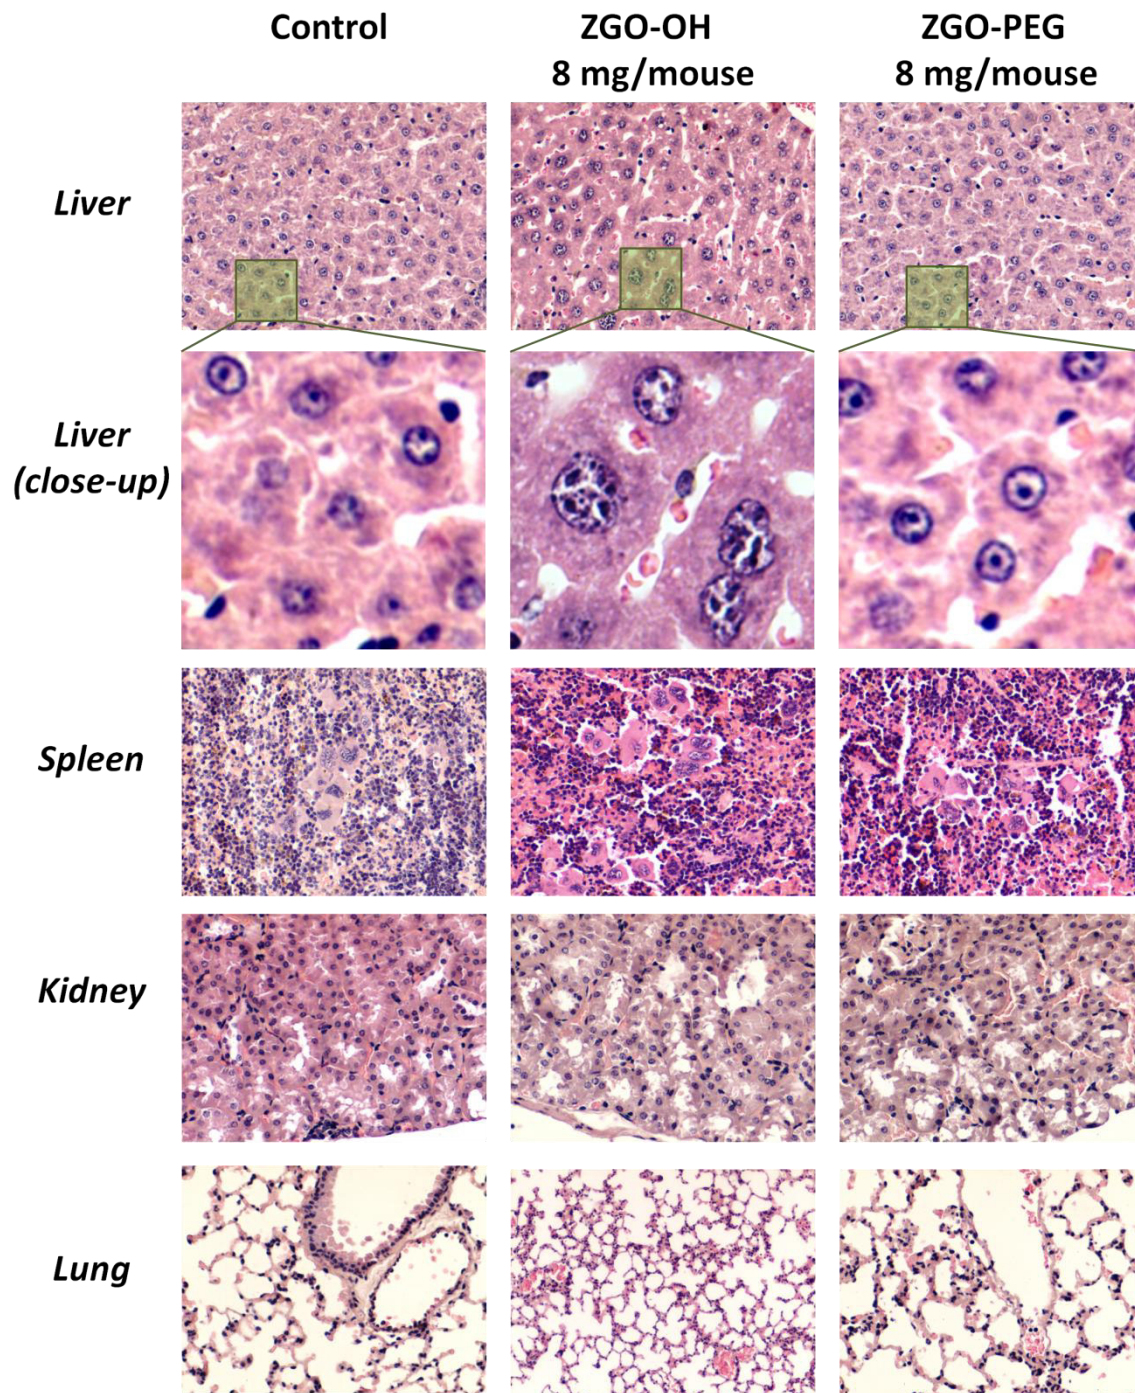 Control
ZGO-OH
8 mg/mouse
ZGO-PEG
8 mg/mouse
Liver
Liver
(close-up)
Spleen
Kidney
Lung